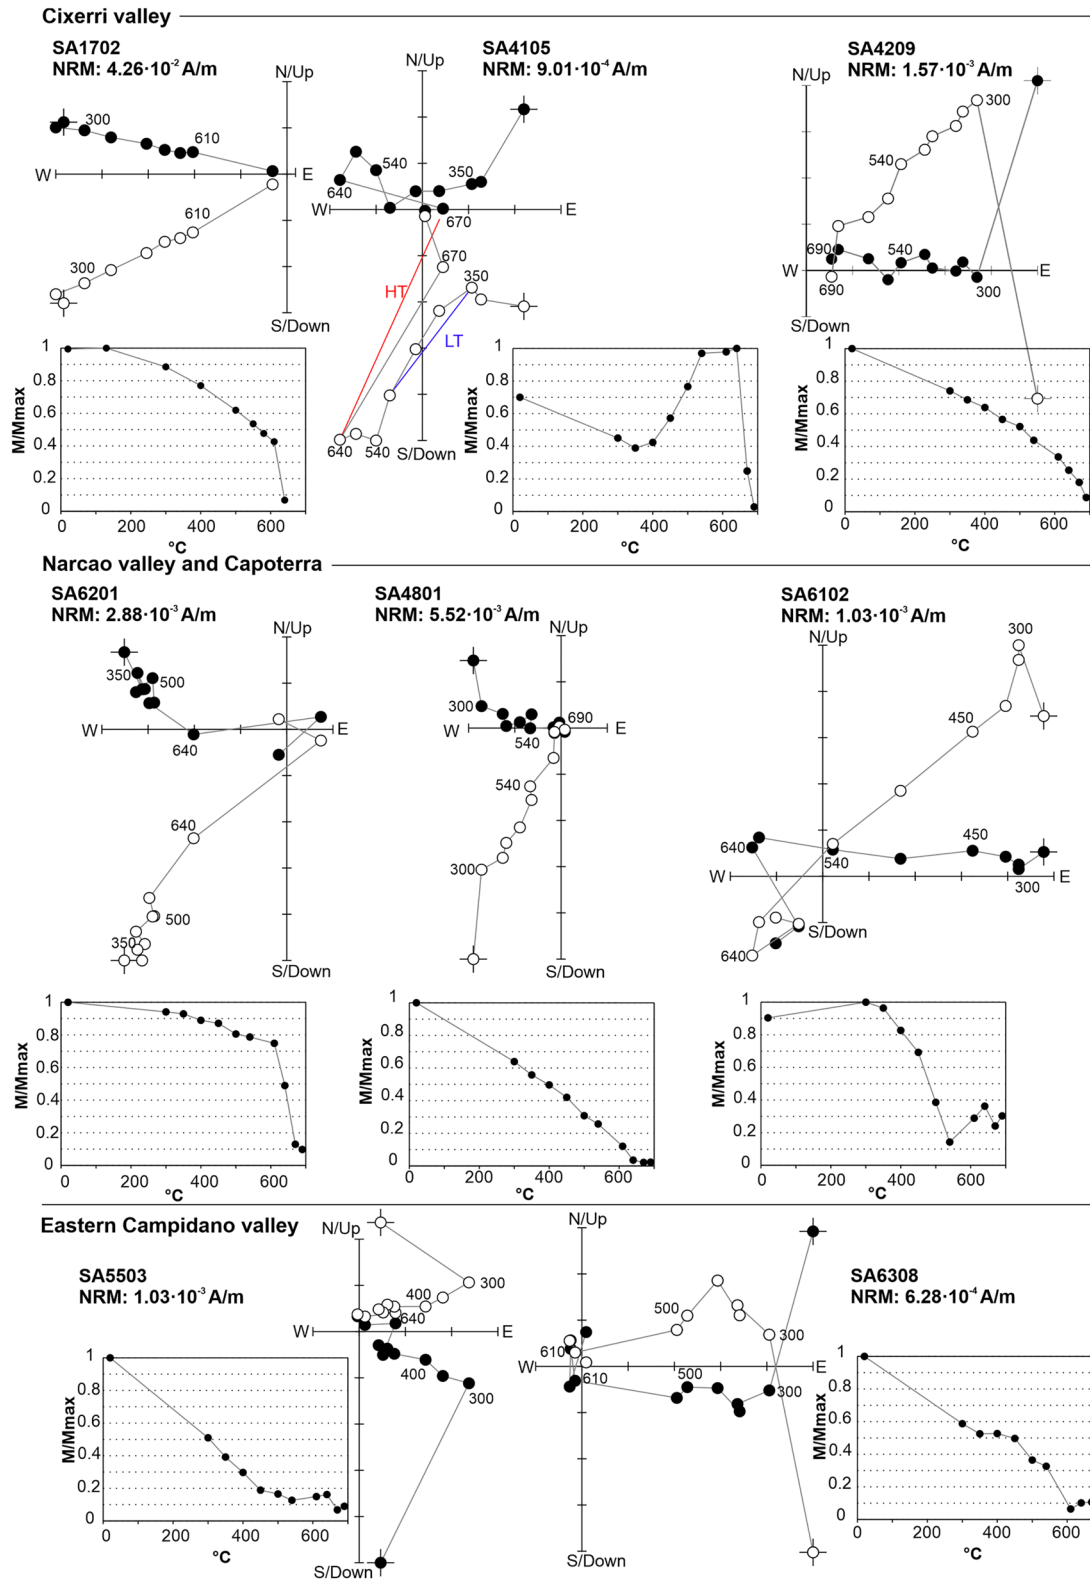 Cixerri valley
SA1702
NRM: 4.26·10-2 A/m
N/Up
300
610
W
E
610
300
S/Down
1
0.8
0.6
0.4
0.2
0
M/Mmax
0
200
400
600
°C
SA4105
NRM: 9.01·10-4 A/m
N/Up
540
350
640
W
E
670
670
350
HT
LT
640
540
S/Down
M/Mmax
1
0.8
0.6
0.4
0.2
0
0
200
400
600
°C
SA4209
NRM: 1.57·10-3 A/m
N/Up
300
540
690
540
W
E
690
300
S/Down
M/Mmax
1
0.8
0.6
0.4
0.2
0
0
200
400
600
°C
Narcao valley and Capoterra
SA6201
NRM: 2.88·10-3 A/m
N/Up
350
500
W
E
640
640
500
350
S/Down
M/Mmax
1
0.8
0.6
0.4
0.2
0
0
200
400
600
°C
SA4801
NRM: 5.52·10-3 A/m
N/Up
300
690
W
E
540
540
300
S/Down
M/Mmax
1
0.8
0.6
0.4
0.2
0
0
200
400
600
°C
SA6102
NRM: 1.03·10-3 A/m
N/Up
300
450
450
640
540
W
E
300
S/Down
640
M/Mmax
1
0.8
0.6
0.4
0.2
0
0
200
400
600
°C
Eastern Campidano valley
SA5503
NRM: 1.03·10-3 A/m
N/Up
300
400
640
W
E
400
300
S/Down
M/Mmax
1
0.8
0.6
0.4
0.2
0
0
200
400
600
°C
N/Up
500
300
610
W
E
610
500
300
S/Down
SA6308
NRM: 6.28·10-4 A/m
M/Mmax
1
0.8
0.6
0.4
0.2
0
0
200
400
600
°C